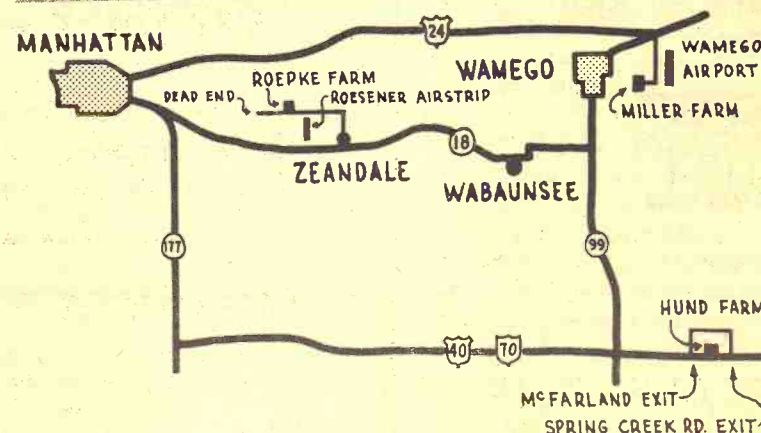 MANHATTAN
24
WAMEGO
WAMEGO
AIRPORT
ROEPKE FARM
DEAD END
ROESENER AIRSTRIP
MILLER FARM
ZEANDALE
18
WABAUNSEE
177
99
HUND FARM
40
70
McFARLAND EXIT
SPRING CREEK RD. EXIT